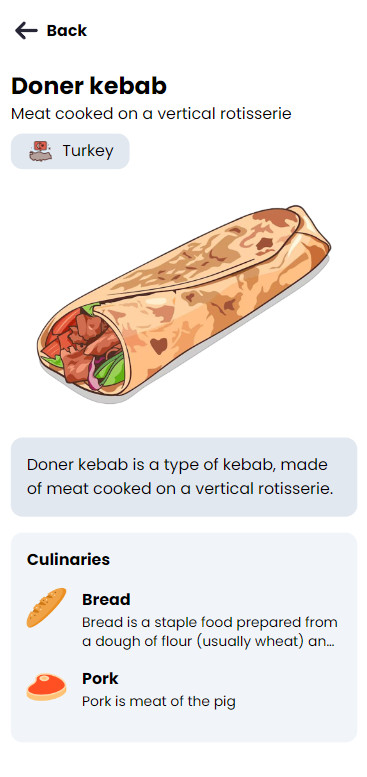 Back
Doner kebab
Meat cooked on a vertical rotisserie
Turkey
Doner kebab is a type of kebab, made
of meat cooked on a vertical rotisserie.
Culinaries
Bread
Bread is a staple food prepared from
a dough of flour (usually wheat) an...
Pork
Pork is meat of the pig